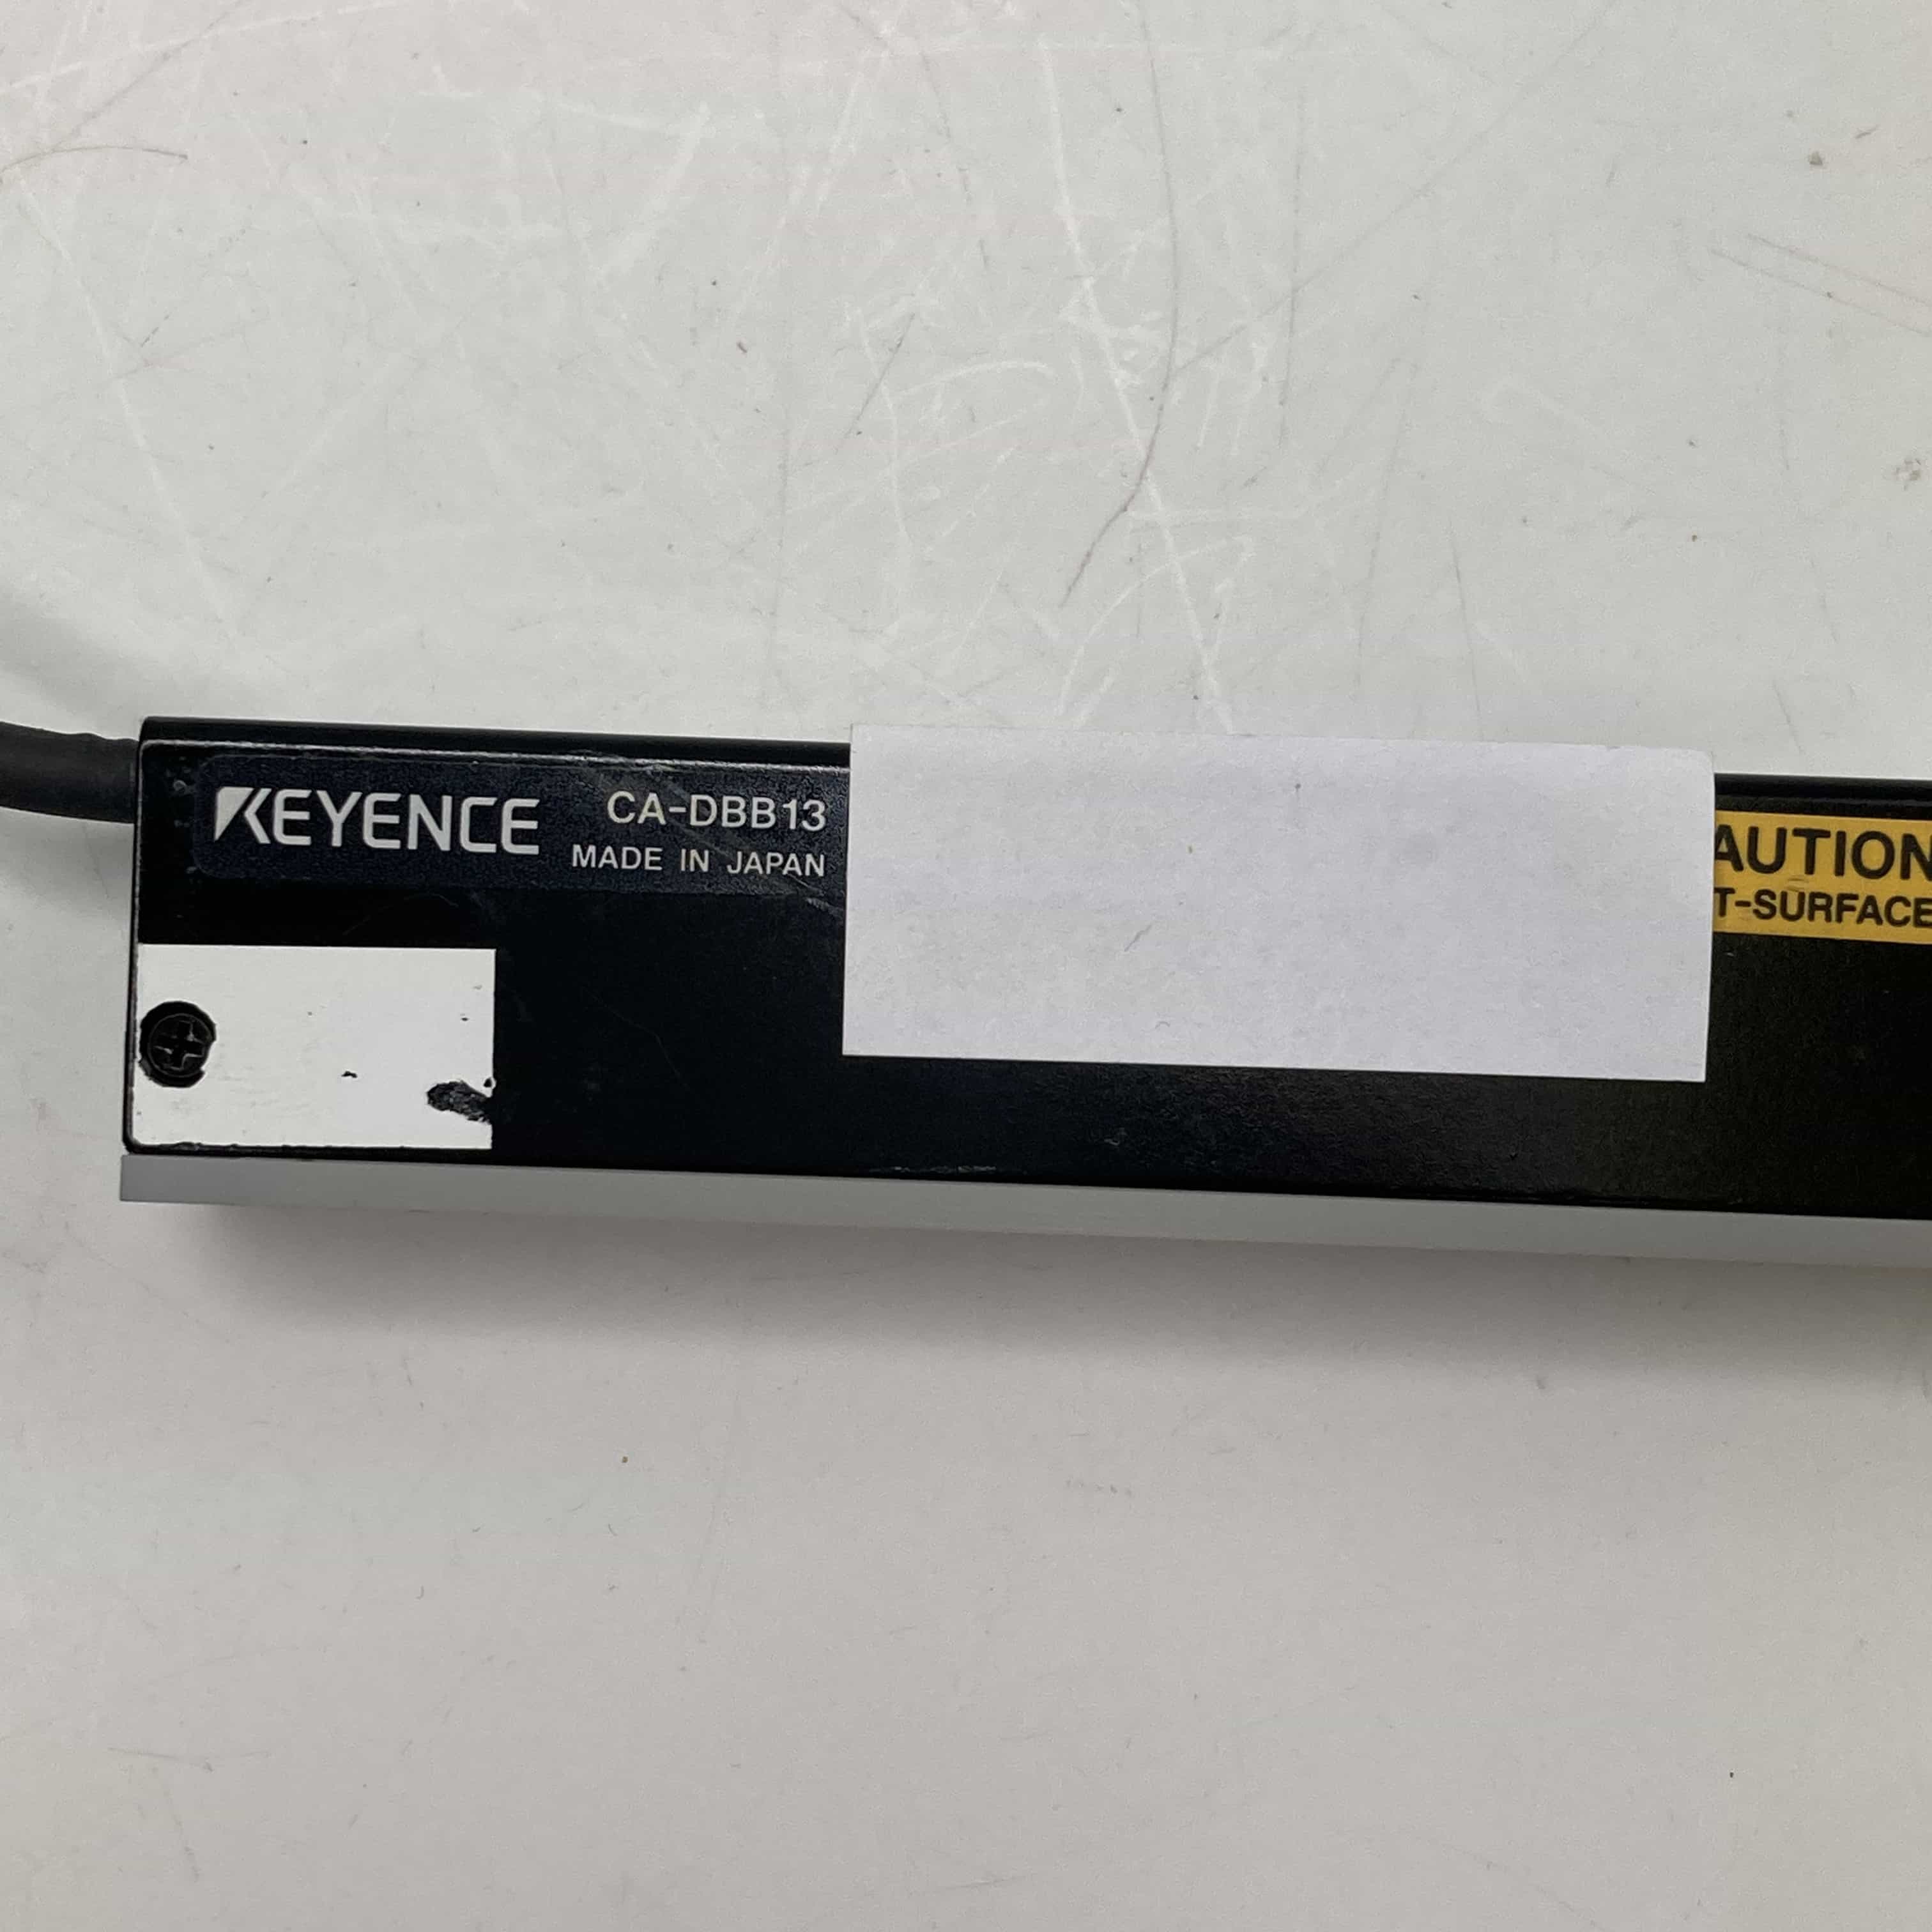 KEYENCE CA-DBB13
MADE IN JAPAN
AUTION
T-SURFACE